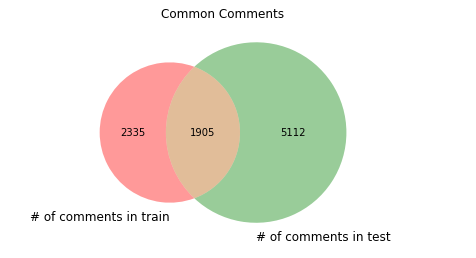 Common Comments
2335
1905
5112
# of comments in train
# of comments in test